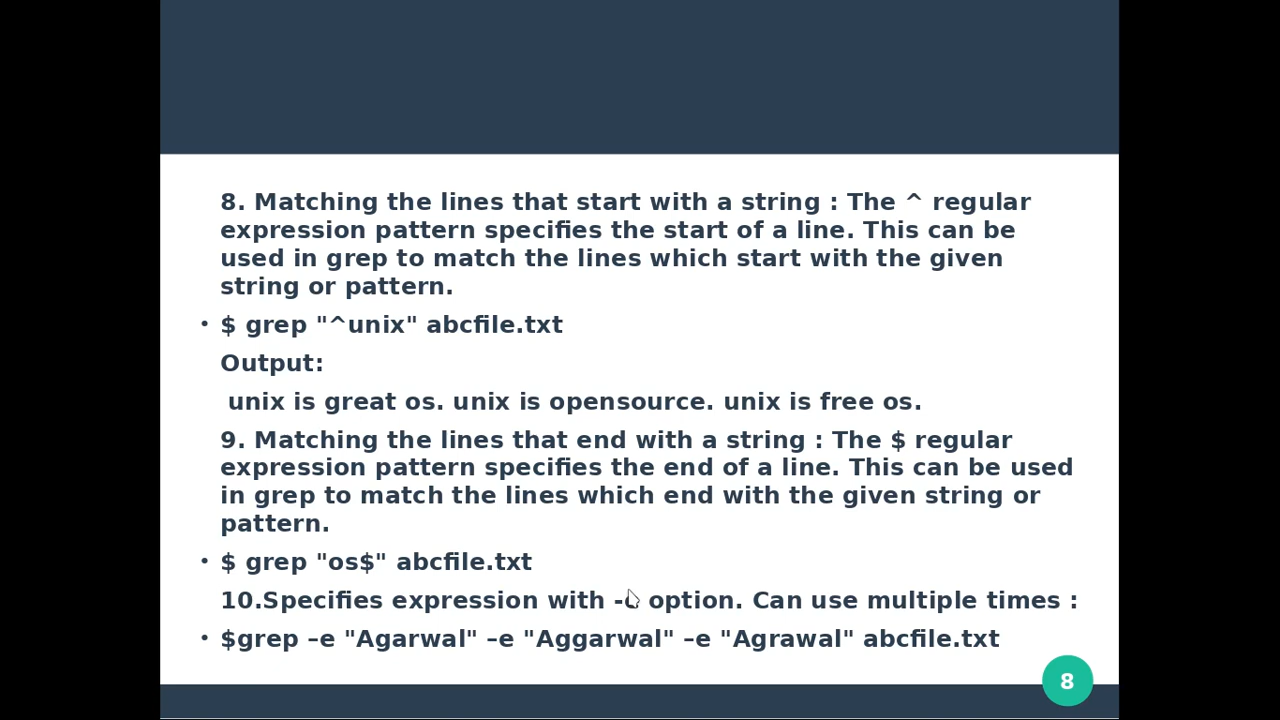 8. Matching the lines that start with a string : The ^ regular
expression pattern specifies the start of a line. This can be
used in grep to match the lines which start with the given
string or pattern.
• $ grep "^unix" abcfile.txt
Output:
unix is great os. unix is opensource. unix is free os.
9. Matching the lines that end with a string : The $ regular
expression pattern specifies the end of a line. This can be used
in grep to match the lines which end with the given string or
pattern.
• $ grep "os$" abcfile.txt
10.Specifies expression with -e option. Can use multiple times :
• $grep –e "Agarwal" –e "Aggarwal" –e "Agrawal" abcfile.txt
8